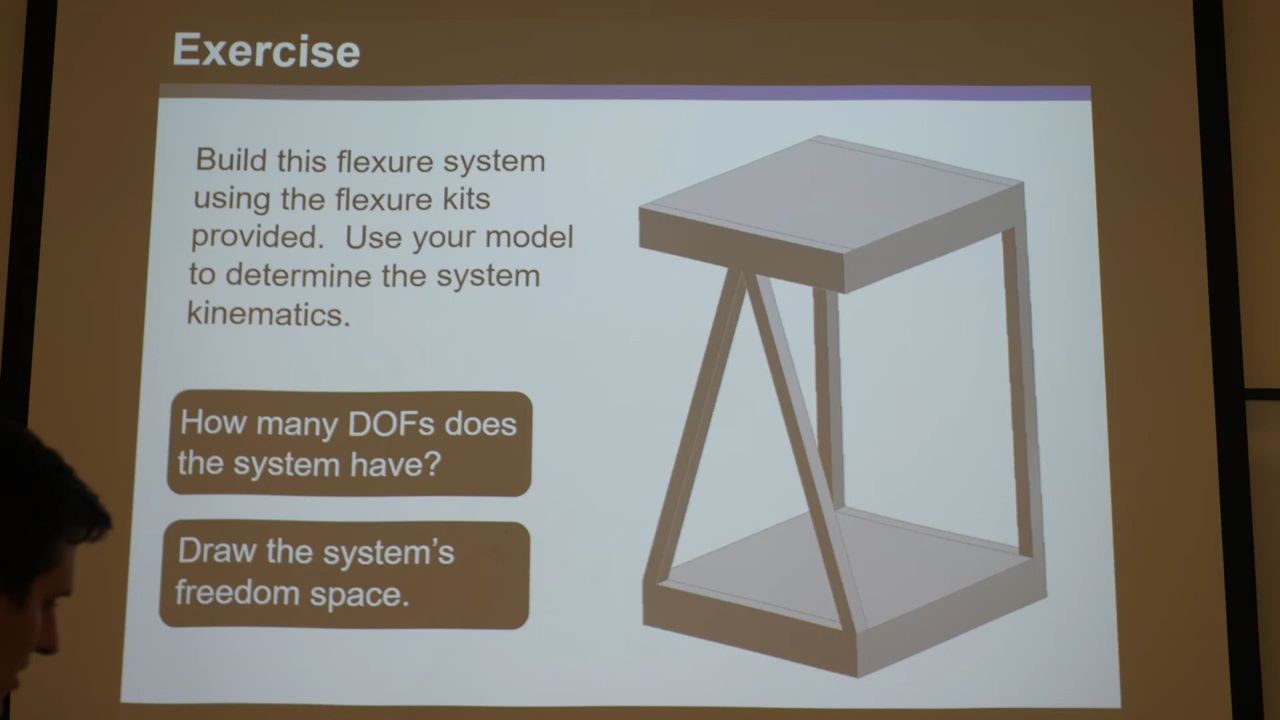 Exercise
Build this flexure system
using the flexure kits
provided. Use your model
to determine the system
kinematics.
How many DOFs does
the system have?
Draw the system's
freedom space.